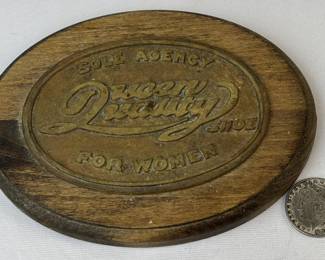 SOLE AGENCY
Queen
Quality
SHOE
FOR WOMEN